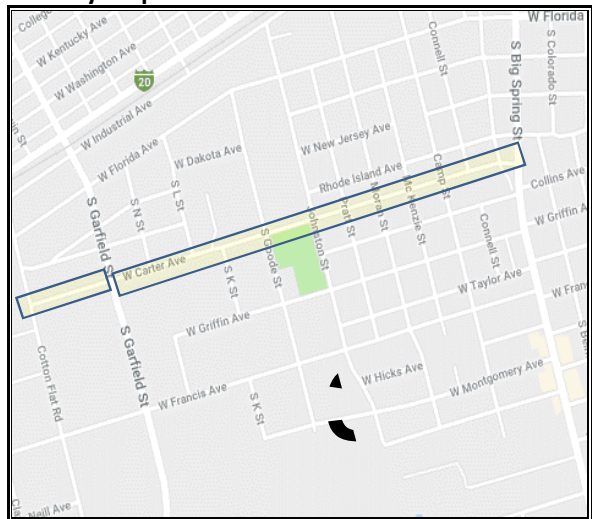 W Florida
College
W Kentucky Ave
W Washington Ave
20
Connell St
S Big Spring St
S Colorado St
W Industrial Ave
W Florida Ave
W Dakota Ave
W New Jersey Ave
Rhode Island Ave
Camp St
Collins Ave
S L St
S N St
S Garfield St
Mc Kenzie St
Moran St
Pratt St
Johnston St
S Goode St
Connell St
W Griffin A
W Carter Ave
S K St
W Taylor Ave
W Fran
W Griffin Ave
S Garfield St
Cotton Flat Rd
W Hicks Ave
W Montgomery Ave
W Francis Ave
S K St
Neill Ave